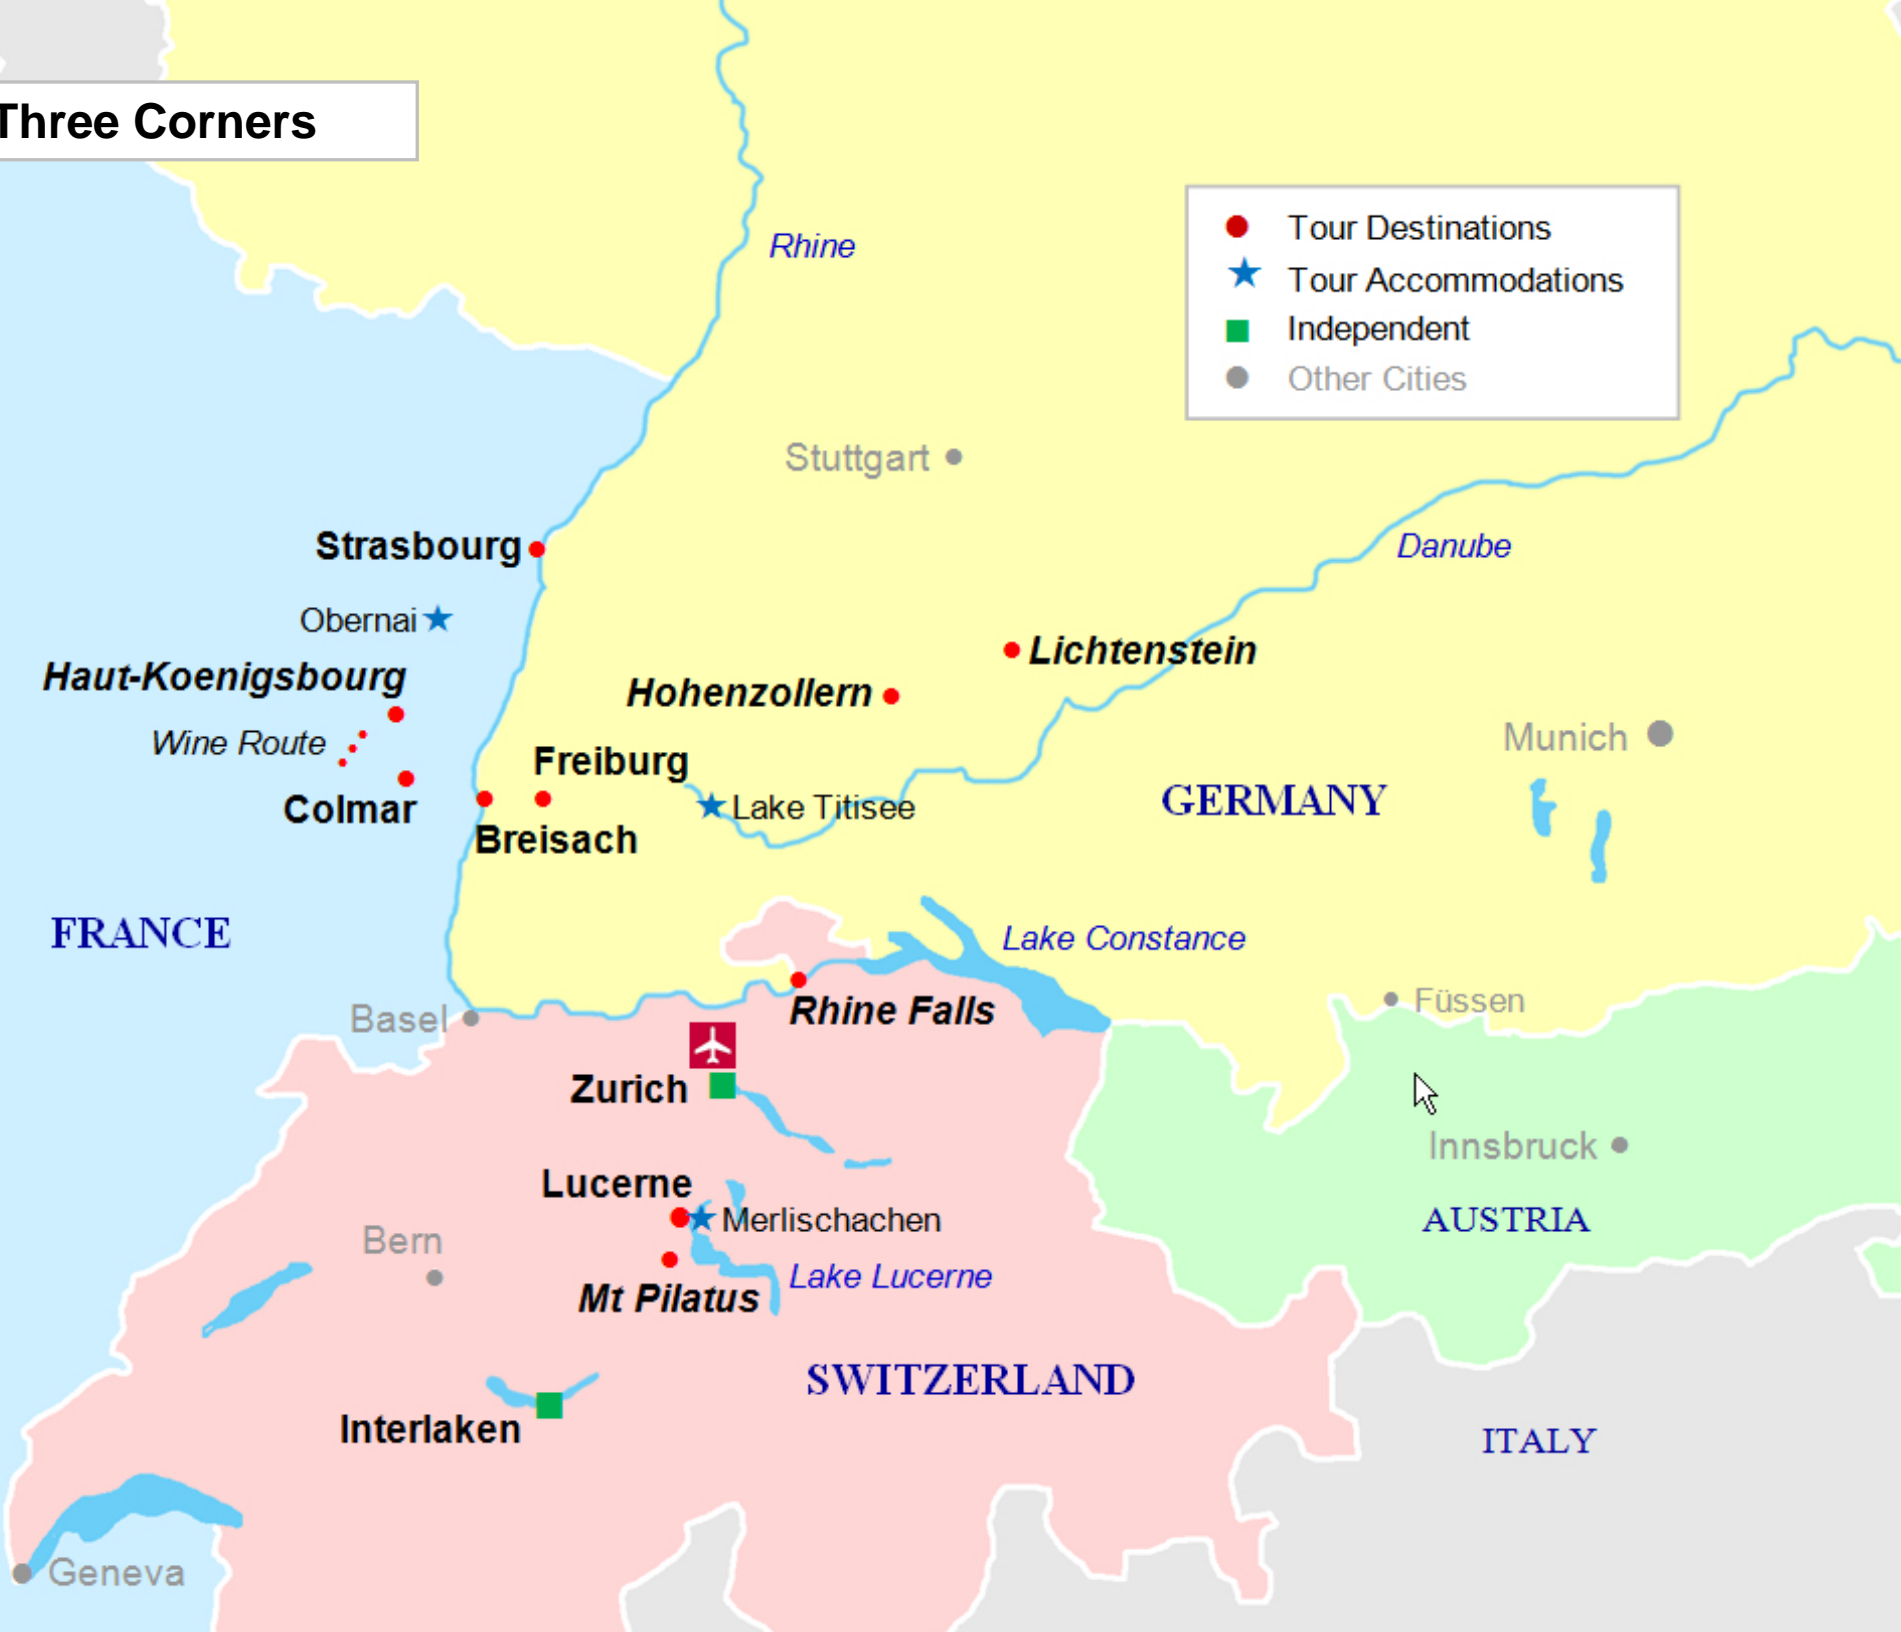 Three Corners
Rhine
Tour Destinations
Tour Accommodations
Independent
Other Cities
Stuttgart
Strasbourg
Danube
Obernai
Lichtenstein
Haut-Koenigsbourg
Hohenzollern
Wine Route
Munich
Freiburg
GERMANY
Colmar
Lake Titisee
Breisach
FRANCE
Lake Constance
Füssen
Basel
Rhine Falls
Zurich
Innsbruck
Lucerne
Merlischachen
AUSTRIA
Bern
Lake Lucerne
Mt Pilatus
SWITZERLAND
Interlaken
ITALY
Geneva